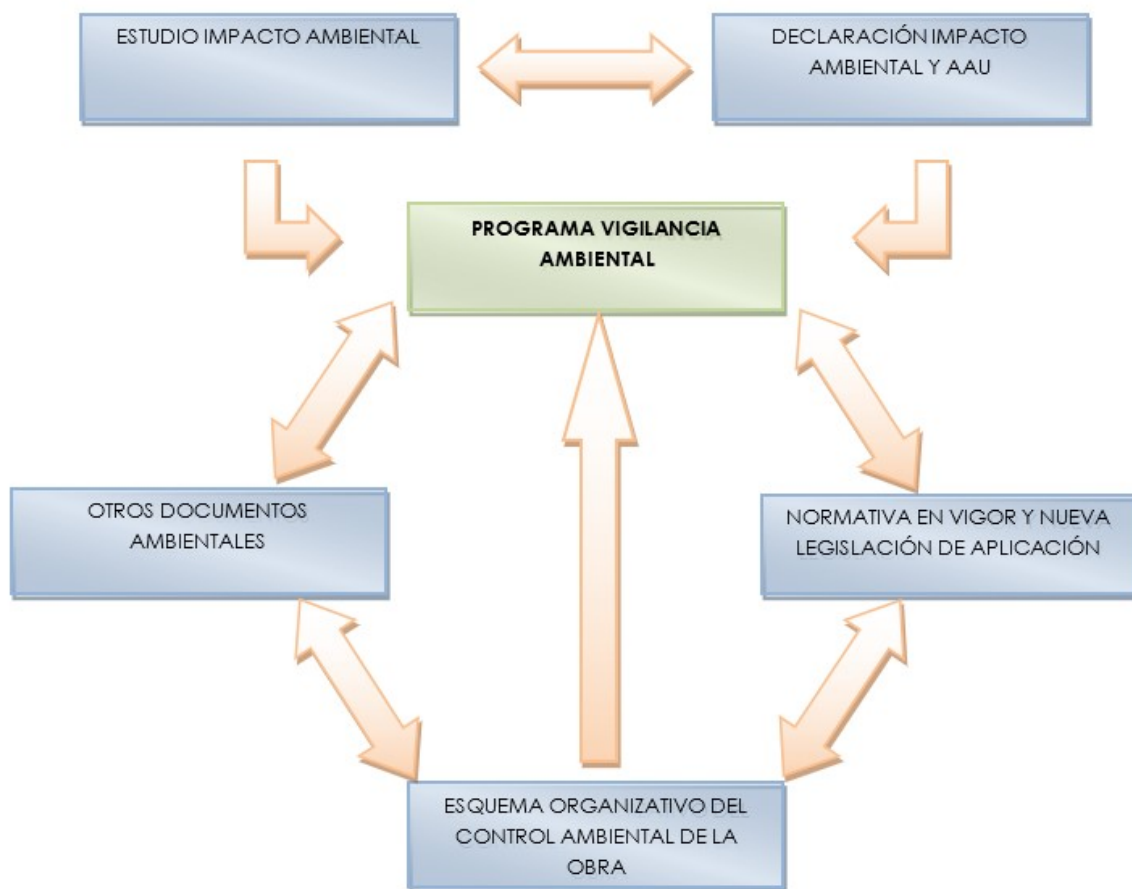 ESTUDIO IMPACTO AMBIENTAL
DECLARACIÓN IMPACTO
AMBIENTAL Y AAU
PROGRAMA VIGILANCIA
AMBIENTAL
OTROS DOCUMENTOS
AMBIENTALES
NORMATIVA EN VIGOR Y NUEVA
LEGISLACIÓN DE APLICACIÓN
ESQUEMA ORGANIZATIVO DEL
CONTROL AMBIENTAL DE LA
OBRA